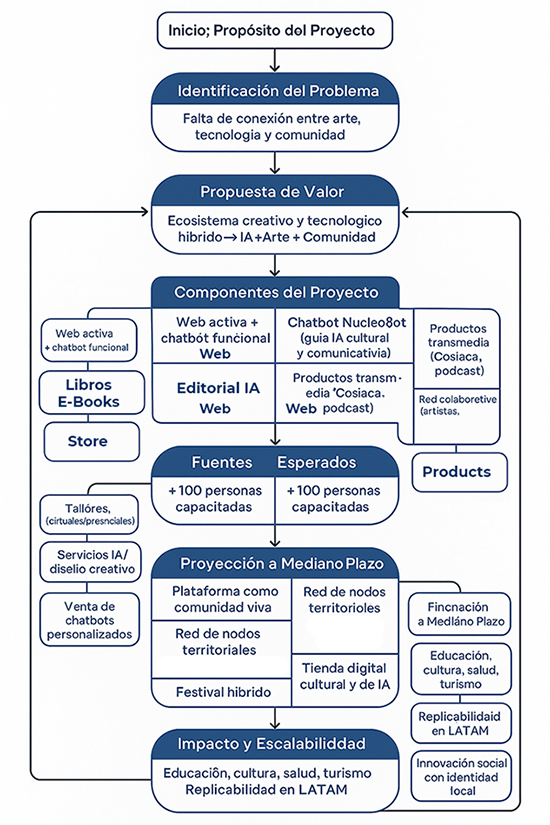 Inicio; Propósito del Proyecto
Identificación del Problema
Falta de conexión entre arte,
tecnologia y comunidad
Propuesta de Valor
Ecosistema creativo y tecnologico
hibrido→IA+Arte + Comunidad
Componentes del Proyecto
Web activa
+ chatbot funcional
Libros
E-Books
Store
Web activa +
chatbót funcional
Web
Chatbot Nucleo8ot
(guia IA cultural
y comunicativia)
Editorial IA
Web
Productos transm·
edia 'Cosiaca.
Web podcast)
Productos
transmedia
(Cosiaca,
podcast)
Red colaboretive
(artistas.
Products
Fuentes Esperados
+100 personas
capacitadas
+100 personas
capacitadas
Tallóres,
(cirtuales/presnciales)
Servicios IA/
diselio creativo
Venta de
chatbots
personalizados
Proyección a Mediano Plazo
Plataforma como
comunidad viva
Red de nodos
territorioles
Red de nodos
territoriales
Tienda digital
cultural y de IA
Festival hibrido
Fincnación
a Medláno Plazo
Educación,
cultura, salud,
turismo
Replicabilidaid
en LATAM
Innovación social
con identidad
local
Impacto y Escalabiliddad
Educación, cultura, salud, turismo
Replicabilidad en LATAM